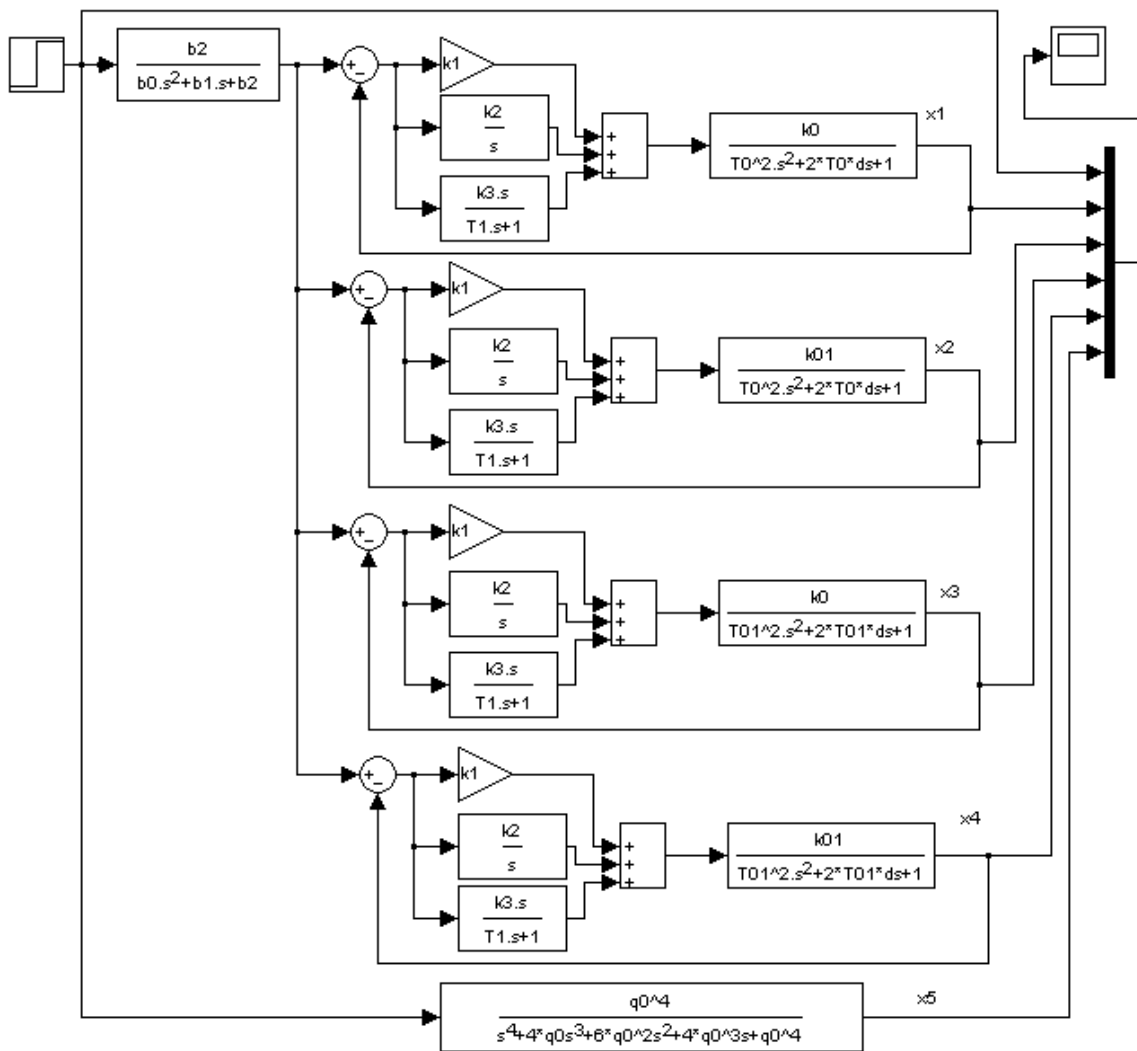 b2
b0.s2+b1.s+b2
+
−
k1
k2
s
k3.s
T1.s+1
+
+
+
k0
T0^2.s2+2*T0*ds+1
x1
+
−
k1
k2
s
k3.s
T1.s+1
+
+
+
k01
T0^2.s2+2*T0*ds+1
x2
+
−
k1
k2
s
k3.s
T1.s+1
+
+
+
k0
T01^2.s2+2*T01*ds+1
x3
+
−
k1
k2
s
k3.s
T1.s+1
+
+
+
k01
T01^2.s2+2*T01*ds+1
x4
q0^4
s4+4*q0s3+6*q0^2s2+4*q0^3s+q0^4
x5